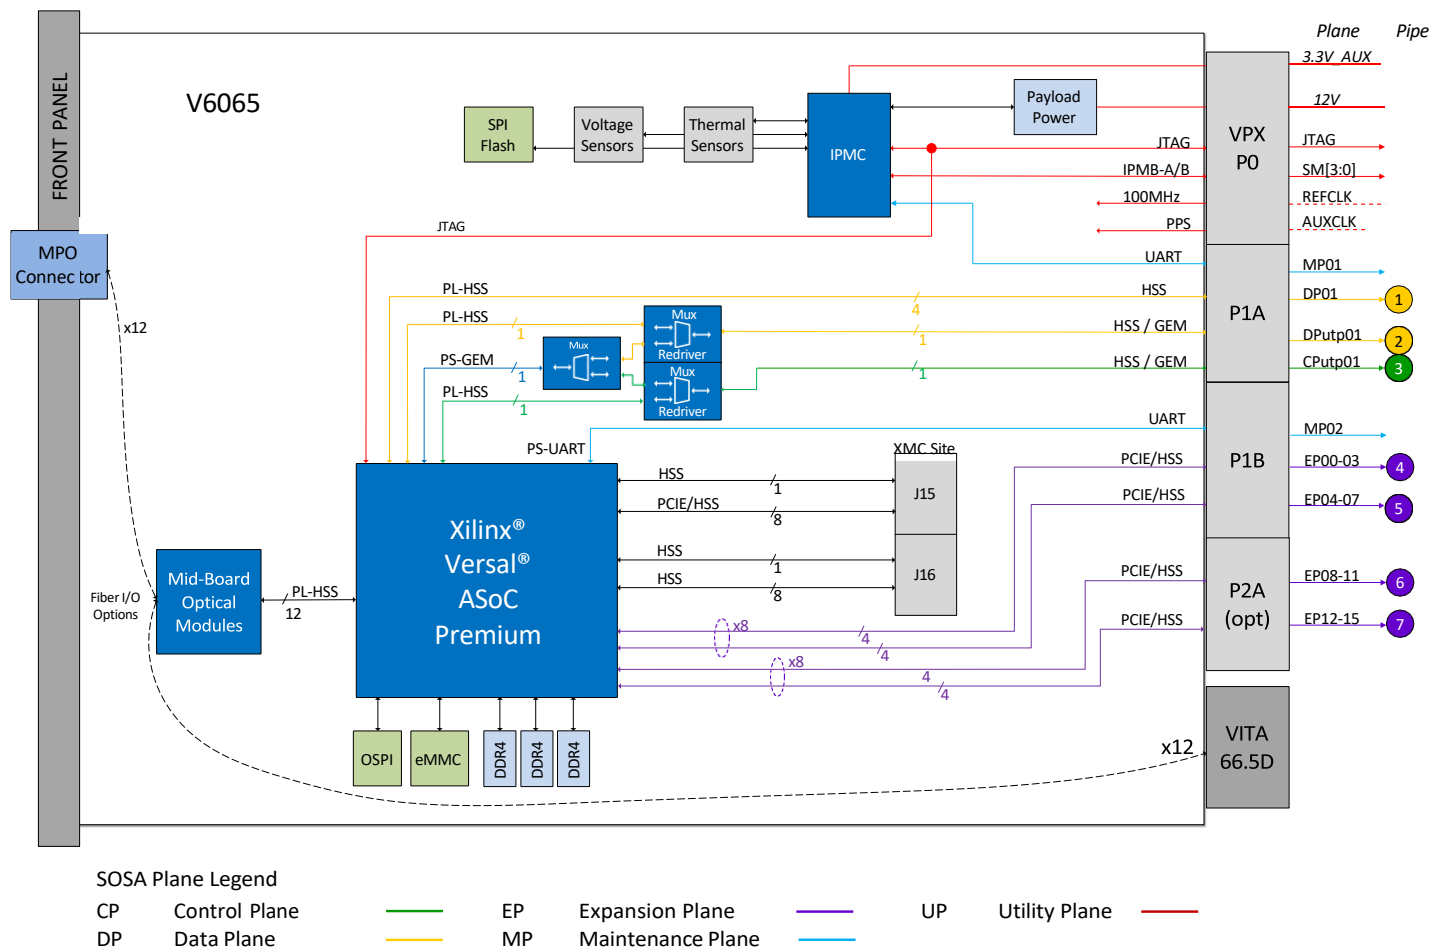 Plane Pipe
V6065
FRONT PANEL
MPO
Connector
x12
SPI
Flash
Voltage
Sensors
Thermal
Sensors
IPMC
Payload
Power
VPX
P0
3.3V_AUX
12V
JTAG
JTAG
IPMB-A/B
SM[3:0]
100MHz
REFCLK
PPS
AUXCLK
JTAG
UART
MP01
PL-HSS
4
HSS
P1A
DP01
1
PL-HSS
1
Mux
Redriver
1
HSS / GEM
DPutp01
2
PS-GEM
1
Mux
Mux
Redriver
1
HSS / GEM
CPutp01
3
PL-HSS
1
PS-UART
UART
MP02
XMC Site
P1B
HSS
1
J15
PCIE/HSS
EP00-03
4
PCIE/HSS
8
PCIE/HSS
EP04-07
5
Xilinx®
Versal®
ASoC
Premium
HSS
1
J16
HSS
8
PCIE/HSS
P2A
(opt)
EP08-11
6
x8
4
4
PCIE/HSS
EP12-15
7
x8
4
4
Fiber I/O
Options
Mid-Board
Optical
Modules
PL-HSS
12
OSPI
eMMC
DDR4
DDR4
DDR4
x12
VITA
66.5D
SOSA Plane Legend
CP Control Plane EP Expansion Plane UP Utility Plane
DP Data Plane MP Maintenance Plane